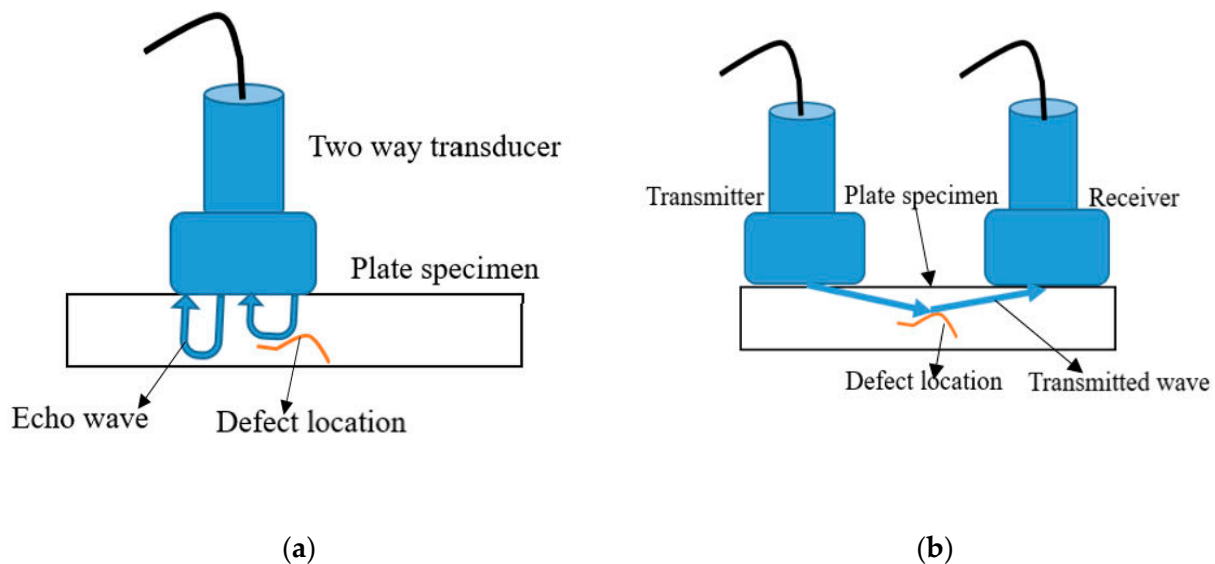 Two way transducer
Plate specimen
Echo wave
Defect location
(a)
Transmitter
Plate specimen
Receiver
Defect location
Transmitted wave
(b)